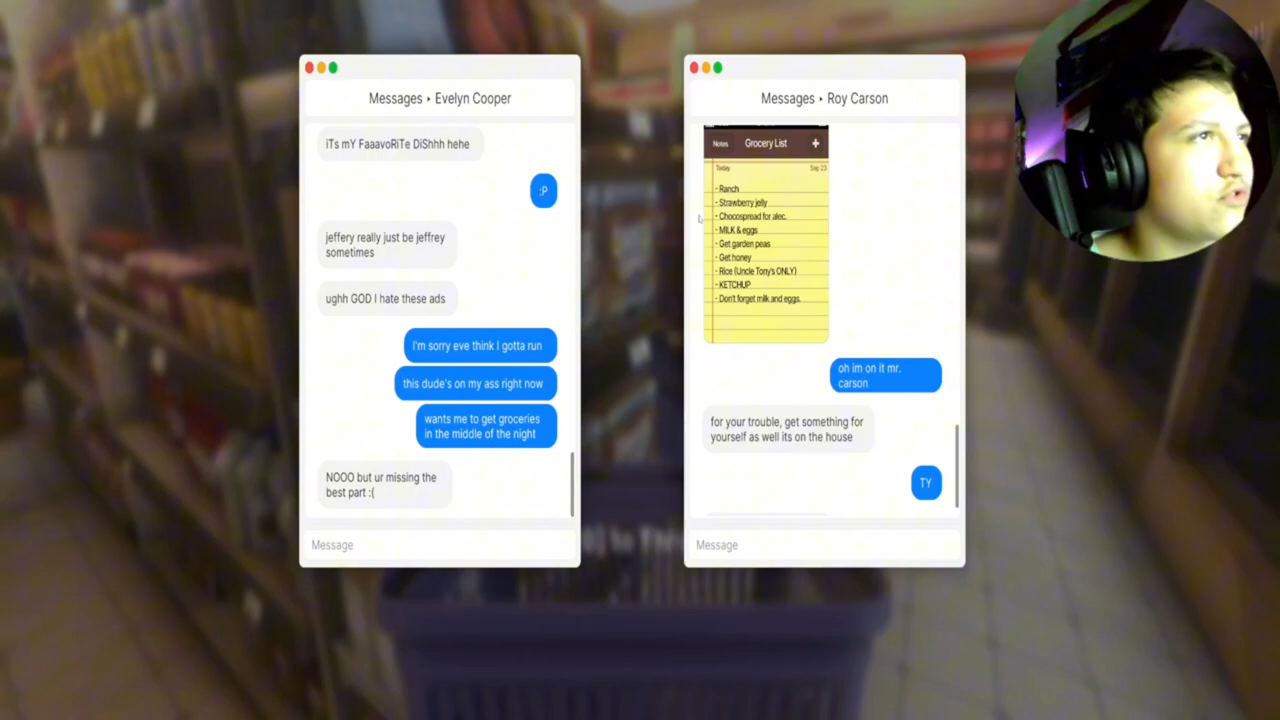 Messages ‣ Evelyn Cooper
iTs mY FaaavoRiTe DiShhh hehe
:P
jeffery really just be jeffrey
sometimes
ughh GOD I hate these ads
I'm sorry eve think I gotta run
this dude's on my ass right now
wants me to get groceries
in the middle of the night
NOOO but ur missing the
best part :(
Message
Messages ‣ Roy Carson
Notes
Grocery List
+
Today
Sep 23
- Ranch
- Strawberry jelly
- Chocospread for alec.
- MILK & eggs
- Get garden peas
- Get honey
- Rice (Uncle Tony's ONLY)
- KETCHUP
- Don't forget milk and eggs.
oh im on it mr.
carson
for your trouble, get something for
yourself as well its on the house
TY
Message